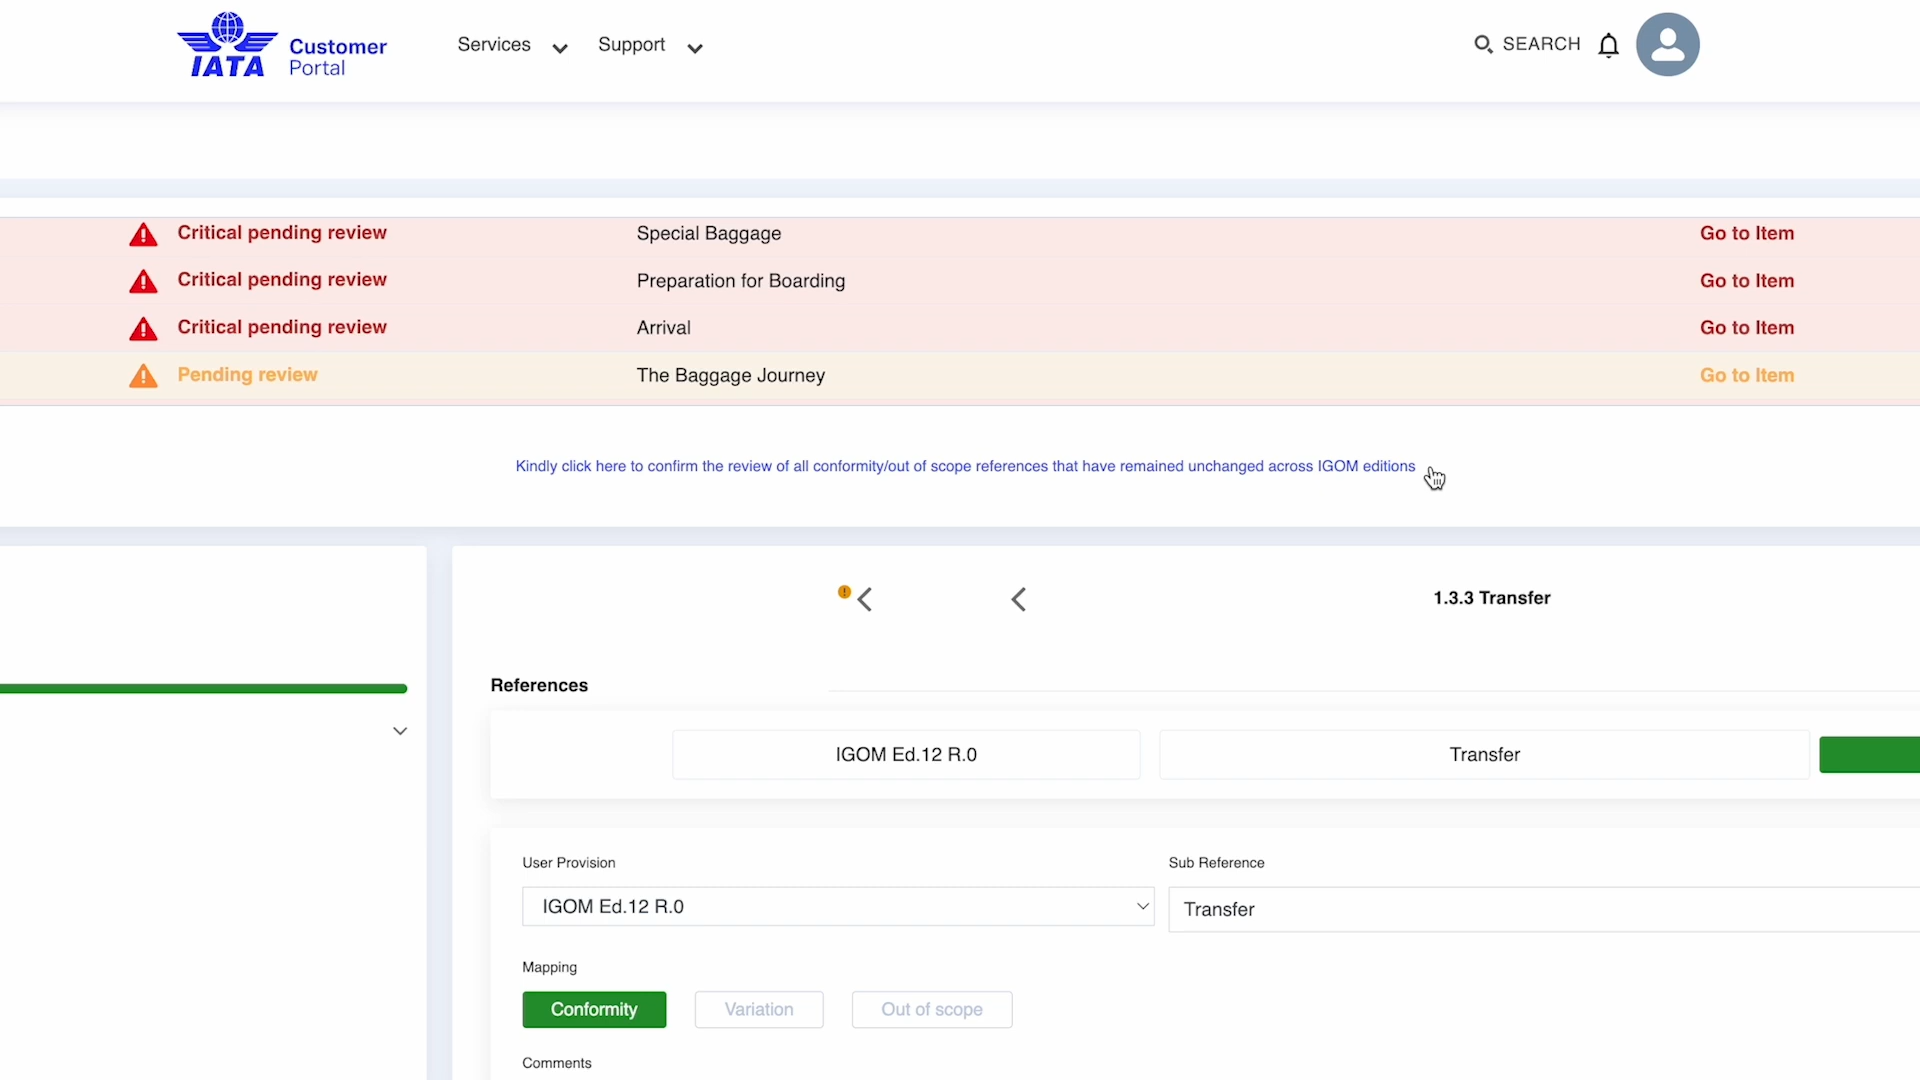 IATA
Customer
Portal
Services
Support
SEARCH
Critical pending review
Special Baggage
Go to Item
Critical pending review
Preparation for Boarding
Go to Item
Critical pending review
Arrival
Go to Item
Pending review
The Baggage Journey
Go to Item
Kindly click here to confirm the review of all conformity/out of scope references that have remained unchanged across IGOM editions
1.3.3 Transfer
References
IGOM Ed.12 R.0
Transfer
User Provision
Sub Reference
IGOM Ed.12 R.0
Transfer
Mapping
Conformity
Variation
Out of scope
Comments